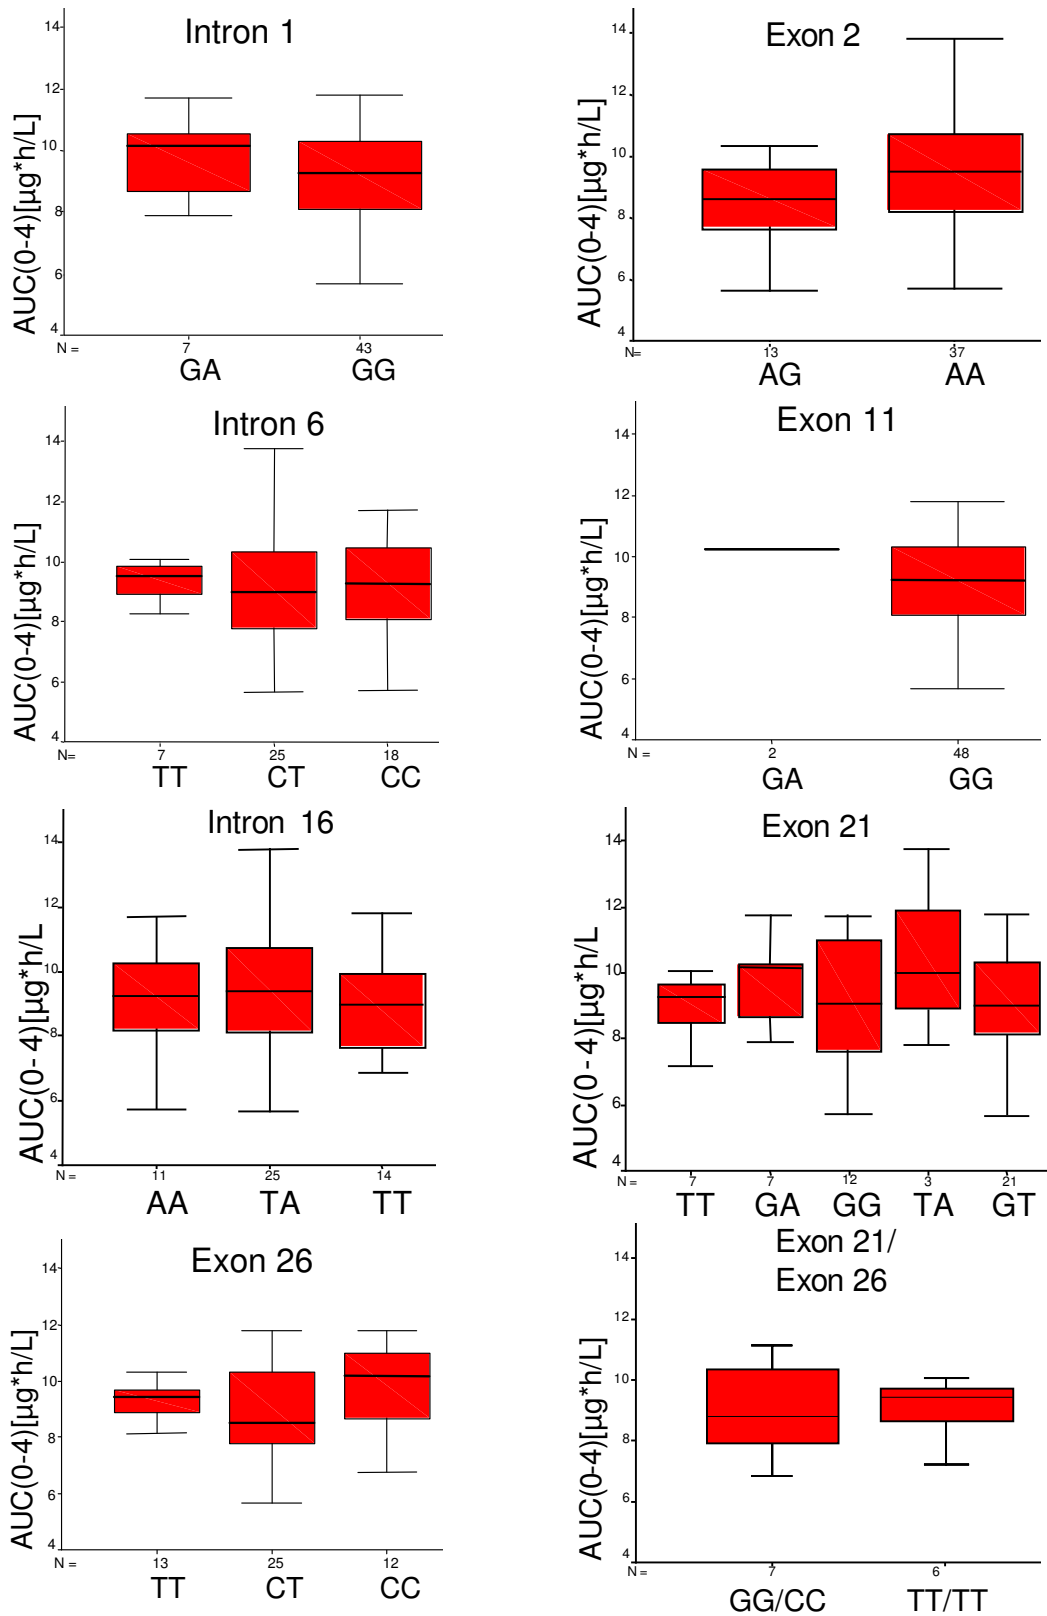 Intron 1
AUC(0-4)[µg*h/L]
14
12
10
8
6
4
N =
7
43
GA
GG
Exon 2
AUC(0-4)[µg*h/L]
14
12
10
8
6
4
N=
13
37
AG
AA
Intron 6
AUC(0-4)[µg*h/L]
14
12
10
8
6
4
N=
7
25
18
TT
CT
CC
Exon 11
AUC(0-4)[µg*h/L]
14
12
10
8
6
4
N =
2
48
GA
GG
Intron 16
AUC(0-4)[µg*h/L
14
12
10
8
6
4
N =
11
25
14
AA
TA
TT
Exon 21
AUC(0-4)[µg*h/L
14
12
10
8
6
4
N =
7
7
12
3
21
TT
GA
GG
TA
GT
Exon 26
AUC(0-4)[µg*h/L]
14
12
10
8
6
4
N =
13
25
12
TT
CT
CC
Exon 21/
Exon 26
AUC(0-4)[µg*h/L]
14
12
10
8
6
4
N =
7
6
GG/CC
TT/TT